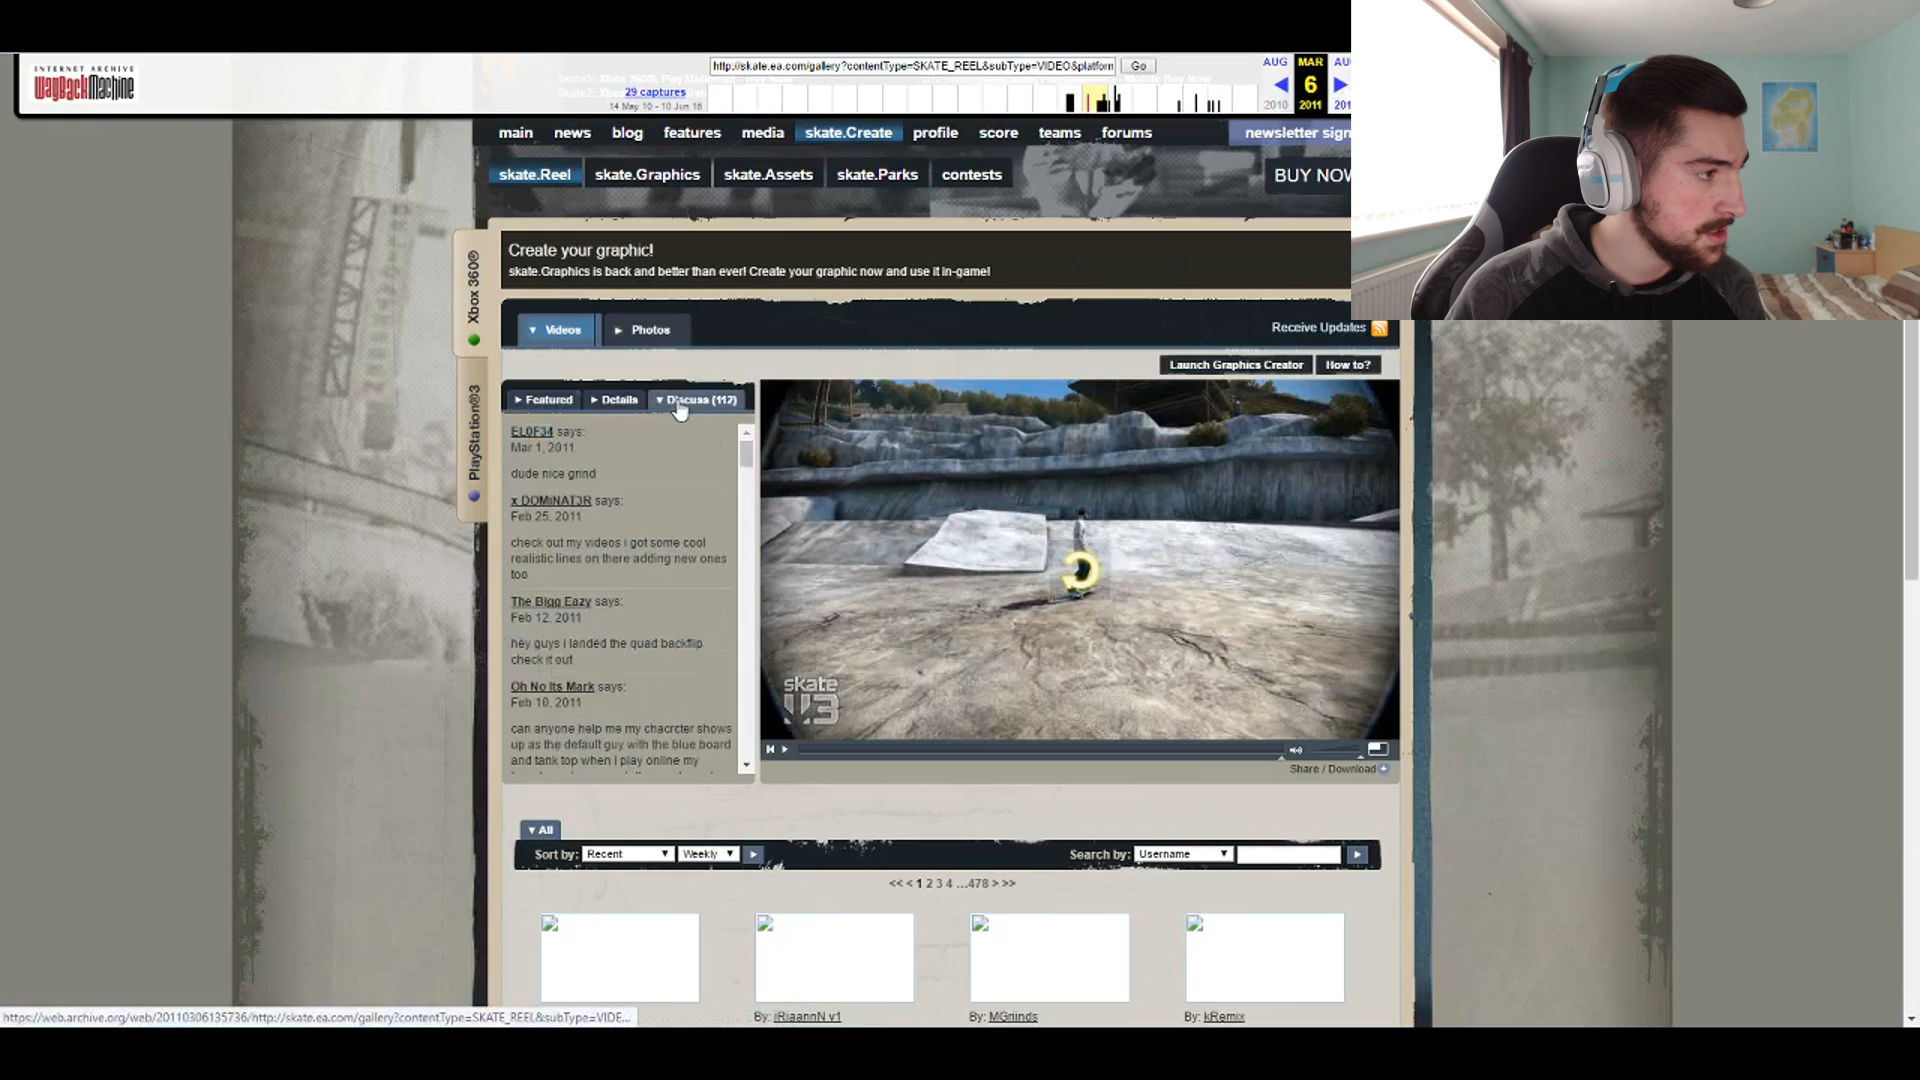 INTERNET ARCHIVE
WayBackMachine
http://skate.ea.com/gallery?contentType=SKATE_REEL&subType=VIDEO&platform
Go
29 captures
14 May 10 - 10 Jun 16
AUG MAR AU
6
2010 2011 201
main news blog features media skate.Create profile score teams forums
newsletter sign
skate.Reel skate.Graphics skate.Assets skate.Parks contests
BUY NOW
Create your graphic!
skate.Graphics is back and better than ever! Create your graphic now and use it in-game!
Xbox 360®
PlayStation®3
Videos Photos
Receive Updates
Launch Graphics Creator How to?
Featured Details Discuss (112)
EL0F34 says:
Mar 1, 2011
dude nice grind
x DOMiNAT3R says:
Feb 25, 2011
check out my videos i got some cool
realistic lines on there adding new ones
too
The Bigg Eazy says:
Feb 12, 2011
hey guys i landed the quad backflip
check it out
Oh No Its Mark says:
Feb 10, 2011
can anyone help me my chacrcter shows
up as the default guy with the blue board
and tank top when I play online my
skate
3
Share / Download
All
Sort by: Recent Weekly
Search by: Username
<< < 1 2 3 4 ...478 > >>
By: iRiaannN v1
By: MGriinds
By: kRemix
https://web.archive.org/web/20110306135736/http://skate.ea.com/gallery?contentType=SKATE_REEL&subType=VIDE...